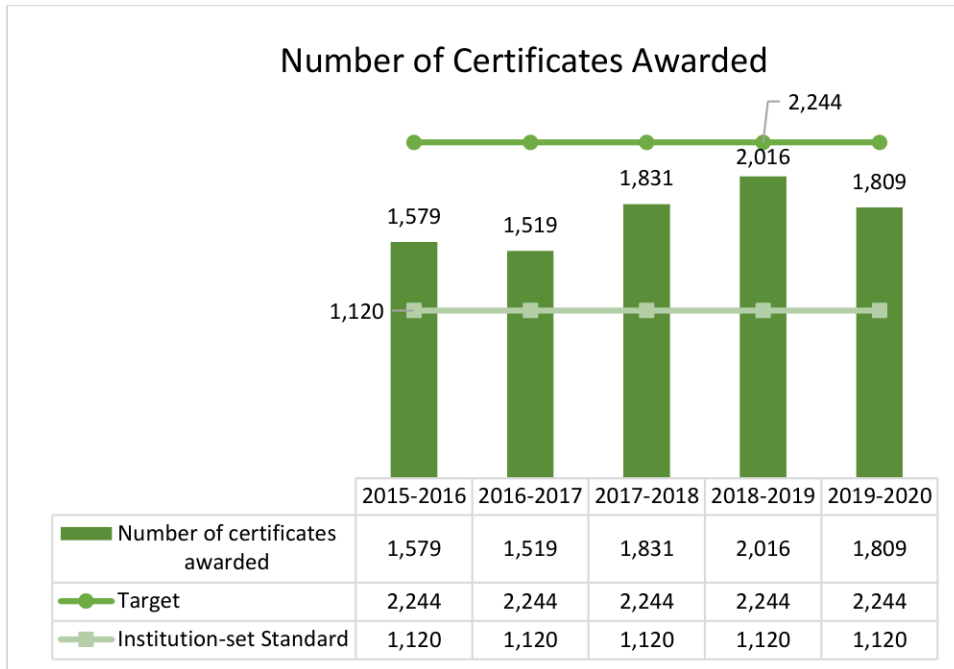 Number of Certificates Awarded
2,244
2,016
1,831
1,809
1,579
1,519
1,120
2015-2016 2016-2017 2017-2018 2018-2019 2019-2020
Number of certificates
awarded 1,579 1,519 1,831 2,016 1,809
Target 2,244 2,244 2,244 2,244 2,244
Institution-set Standard 1,120 1,120 1,120 1,120 1,120